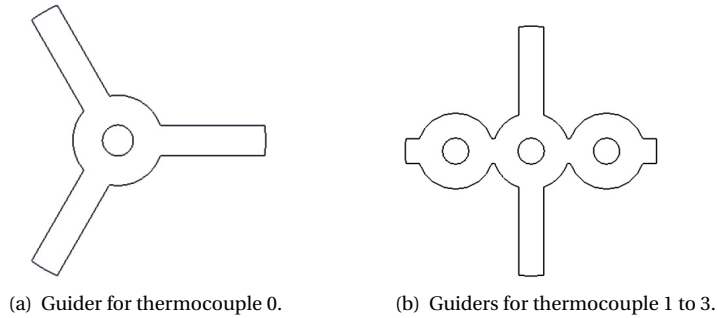 (a) Guider for thermocouple 0.
(b) Guiders for thermocouple 1 to 3.